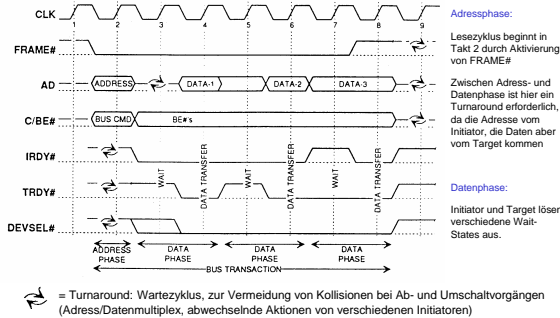 CLK
1 2 3 4 5 6 7 8 9
FRAME#
AD ADDRESS DATA-1 DATA-2 DATA-3
C/BE# BUS CMD BE#'s
IRDY#
WAIT DATA TRANSFER WAIT DATA TRANSFER WAIT DATA TRANSFER
TRDY#
DEVSEL#
ADDRESS PHASE
DATA PHASE
DATA PHASE
DATA PHASE
BUS TRANSACTION
Adressphase:
Lesezyklus beginnt in
Takt 2 durch Aktivierung
von FRAME#
Zwischen Adress- und
Datenphase ist hier ein
Turnaround erforderlich,
da die Adresse vom
Initiator, die Daten aber
vom Target kommen
Datenphase:
Initiator und Target lösen
verschiedene Wait-
States aus.
= Turnaround: Wartezyklus, zur Vermeidung von Kollisionen bei Ab- und Umschaltvorgängen
(Adress/Datenmultiplex, abwechselnde Aktionen von verschiedenen Initiatoren)